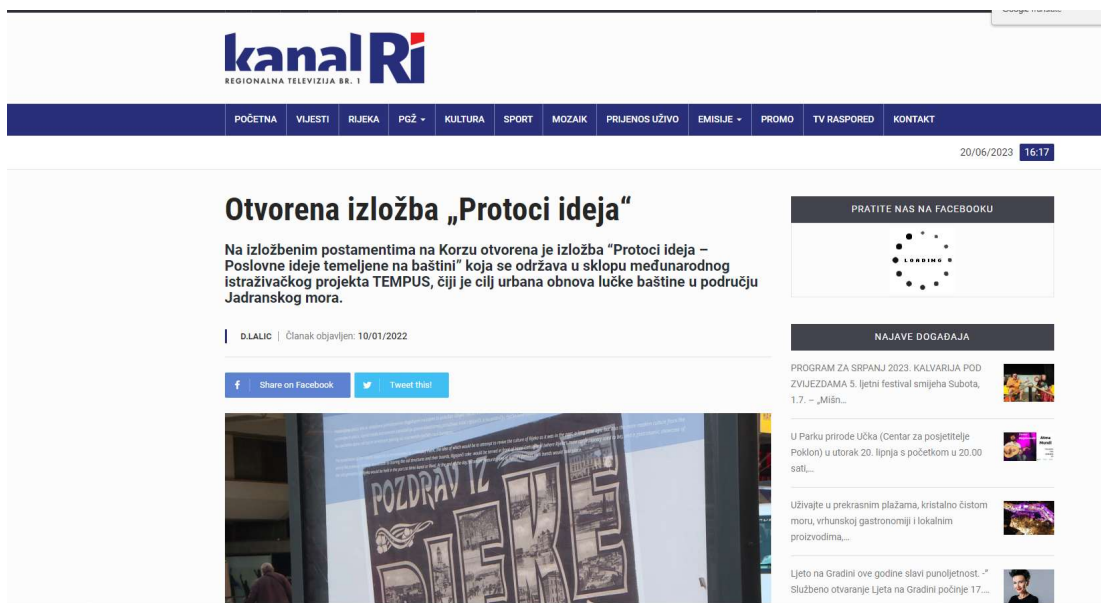 kanal Ri
REGIONALNA TELEVIZIJA BR. 1
POČETNA VIJESTI RIJEKA PGŽ KULTURA SPORT MOZAIK PRIJENOS UŽIVO EMISIJE PROMO TV RASPORED KONTAKT
20/06/2023 16:17
Otvorena izložba „Protoci ideja“
Na izložbenim postamentima na Korzu otvorena je izložba “Protoci ideja –
Poslovne ideje temeljene na baštini” koja se održava u sklopu međunarodnog
istraživačkog projekta TEMPUS, čiji je cilj urbana obnova lučke baštine u području
Jadranskog mora.
D.LALIC | Članak objavljen: 10/01/2022
Share on Facebook Tweet this!
POZDRAV IZ
RIJEKE
PRATITE NAS NA FACEBOOKU
LOADING
NAJAVE DOGAĐAJA
PROGRAM ZA SRPANJ 2023. KALVARIJA POD
ZVIJEZDAMA 5. ljetni festival smijeha Subota,
1.7. – „Mišn...
U Parku prirode Učka (Centar za posjetitelje
Poklon) u utorak 20. lipnja s početkom u 20.00
sati,...
Uživajte u prekrasnim plažama, kristalno čistom
moru, vrhunskoj gastronomiji i lokalnim
proizvodima,...
Ljeto na Gradini ove godine slavi punoljetnost. -”
Službeno otvaranje Ljeta na Gradini počinje 17....